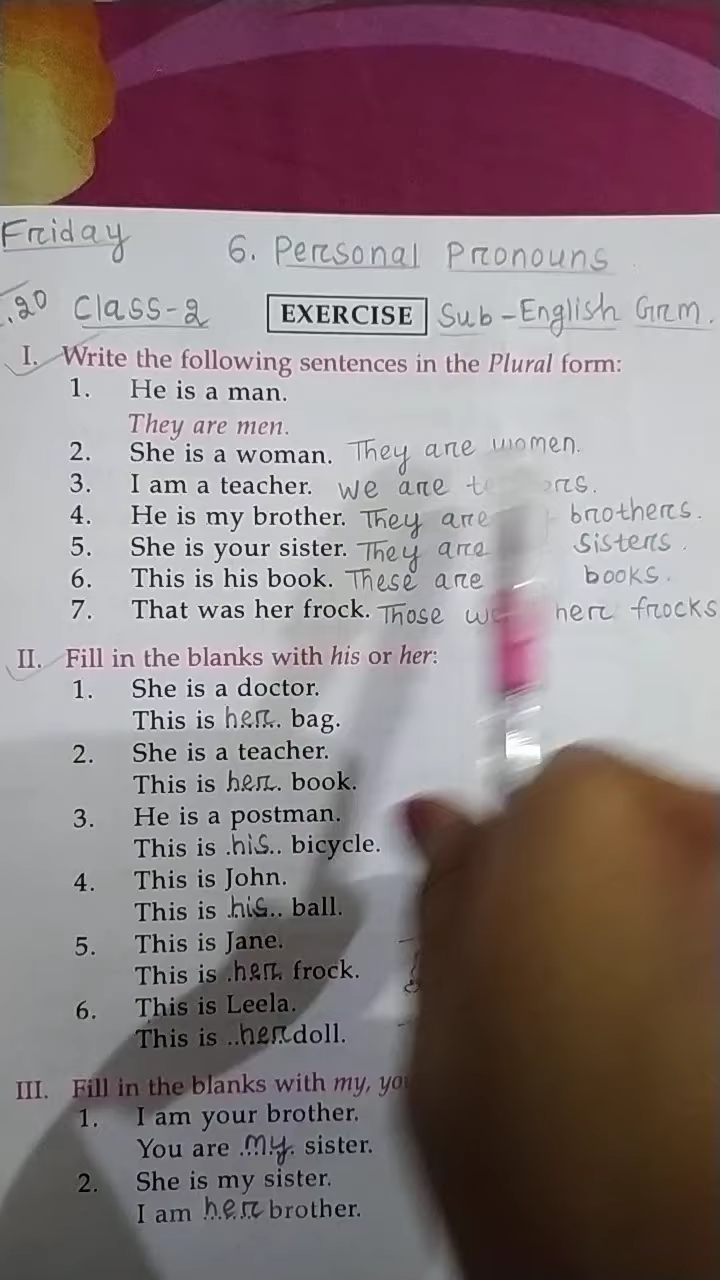 Friday 6. Personal Pronouns
.20 Class-2 EXERCISE Sub-English Grm.
I. Write the following sentences in the Plural form:
1. He is a man.
They are men.
2. She is a woman. They are women.
3. I am a teacher. We are
4. He is my brother. They are brothers.
5. She is your sister. They are sisters.
6. This is his book. These are books.
7. That was her frock. Those her frocks
II. Fill in the blanks with his or her:
1. She is a doctor.
This is her. bag.
2. She is a teacher.
This is her. book.
3. He is a postman.
This is .his.. bicycle.
4. This is John.
This is .his.. ball.
5. This is Jane.
This is .her. frock.
6. This is Leela.
This is ..her doll.
III. Fill in the blanks with my,
1. I am your brother.
You are .my. sister.
2. She is my sister.
I am her brother.